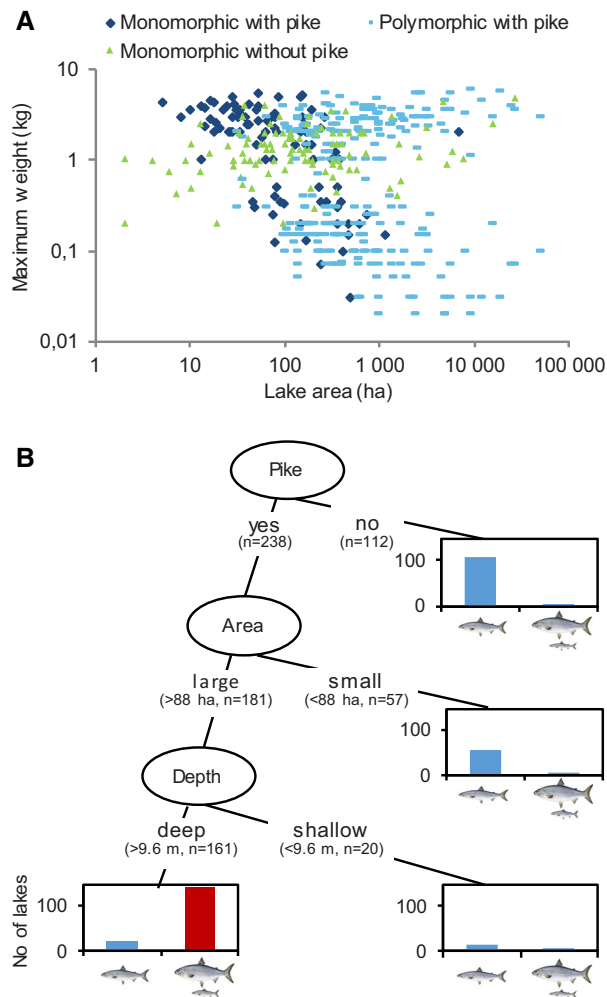 A
Monomorphic with pike
Polymorphic with pike
Monomorphic without pike
Maximum weight (kg)
10
1
0,1
0,01
1
10
100
1 000
10 000
100 000
Lake area (ha)
B
Pike
yes
(n=238)
no
(n=112)
100
0
Area
large
(>88 ha, n=181)
small
(<88 ha, n=57)
100
0
Depth
deep
(>9.6 m, n=161)
shallow
(<9.6 m, n=20)
No of lakes
100
0
100
0